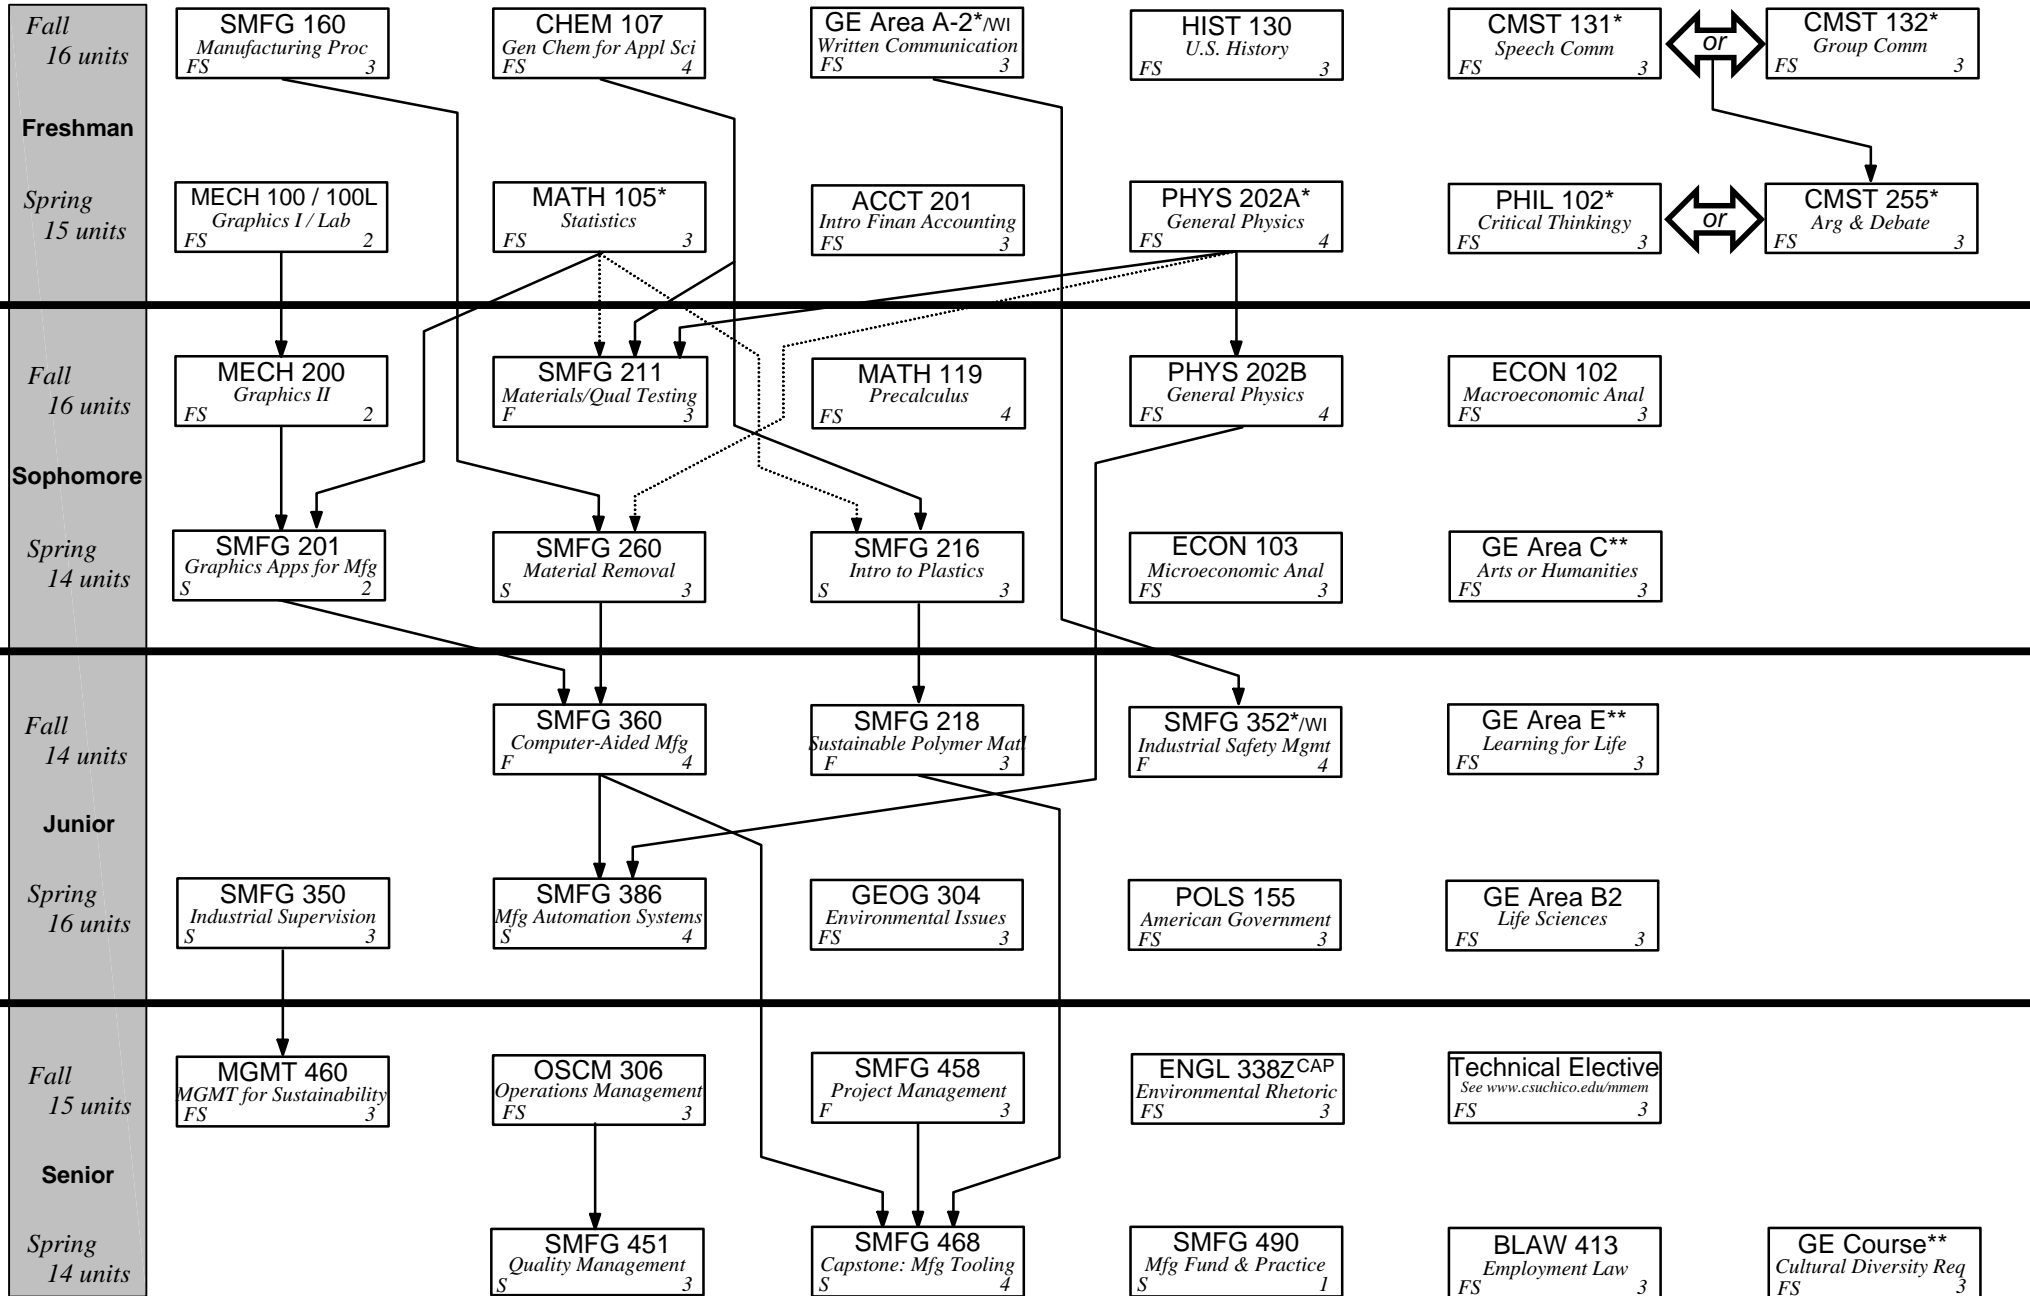 Fall
16 units
SMFG 160
Manufacturing Proc
FS 3
CHEM 107
Gen Chem for Appl Sci
FS 4
GE Area A-2*/WI
Written Communication
FS 3
HIST 130
U.S. History
FS 3
CMST 131*
Speech Comm
FS 3
or
CMST 132*
Group Comm
FS 3
Freshman
Spring
15 units
MECH 100 / 100L
Graphics I / Lab
FS 2
MATH 105*
Statistics
FS 3
ACCT 201
Intro Finan Accounting
FS 3
PHYS 202A*
General Physics
FS 4
PHIL 102*
Critical Thinkingy
FS 3
or
CMST 255*
Arg & Debate
FS 3
Fall
16 units
MECH 200
Graphics II
FS 2
SMFG 211
Materials/Qual Testing
F 3
MATH 119
Precalculus
FS 4
PHYS 202B
General Physics
FS 4
ECON 102
Macroeconomic Anal
FS 3
Sophomore
Spring
14 units
SMFG 201
Graphics Apps for Mfg
S 2
SMFG 260
Material Removal
S 3
SMFG 216
Intro to Plastics
S 3
ECON 103
Microeconomic Anal
FS 3
GE Area C**
Arts or Humanities
FS 3
Fall
14 units
SMFG 360
Computer-Aided Mfg
F 4
SMFG 218
Sustainable Polymer Matl
F 3
SMFG 352*/WI
Industrial Safety Mgmt
F 4
GE Area E**
Learning for Life
FS 3
Junior
Spring
16 units
SMFG 350
Industrial Supervision
S 3
SMFG 386
Mfg Automation Systems
S 4
GEOG 304
Environmental Issues
FS 3
POLS 155
American Government
FS 3
GE Area B2
Life Sciences
FS 3
Fall
15 units
MGMT 460
MGMT for Sustainability
FS 3
OSCM 306
Operations Management
FS 3
SMFG 458
Project Management
F 3
ENGL 338Z CAP
Environmental Rhetoric
FS 3
Technical Elective
See www.csuchico.edu/mmem
FS 3
Senior
Spring
14 units
SMFG 451
Quality Management
S 3
SMFG 468
Capstone: Mfg Tooling
S 4
SMFG 490
Mfg Fund & Practice
S 1
BLAW 413
Employment Law
FS 3
GE Course**
Cultural Diversity Req
FS 3